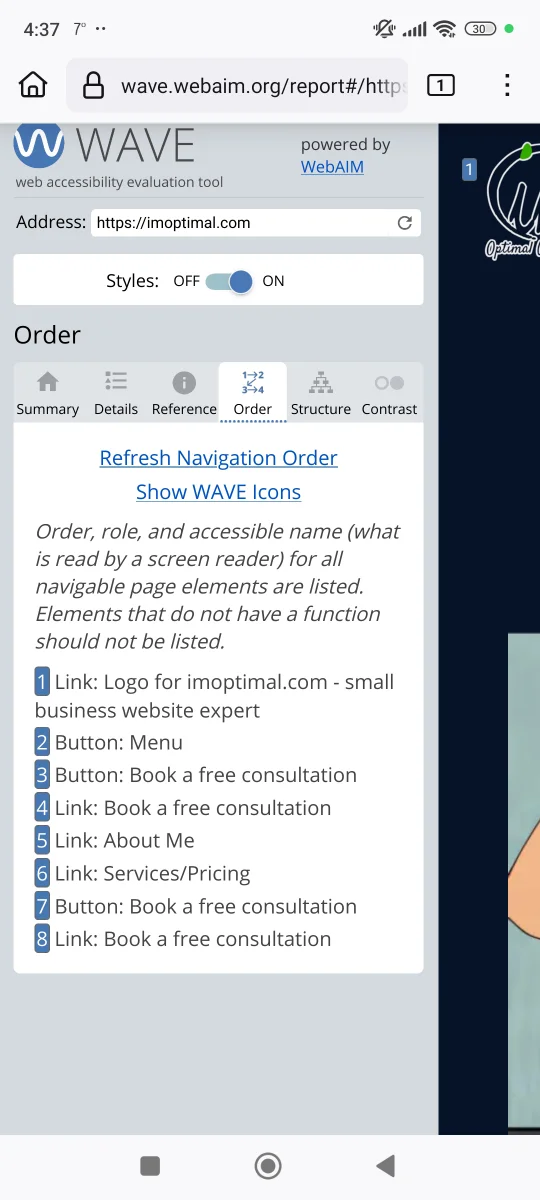 4:37 7° ··
30
wave.webaim.org/report#/https
1
WAVE
powered by
WebAIM
web accessibility evaluation tool
Address: https://imoptimal.com
Styles: OFF ON
Order
Summary Details Reference Order Structure Contrast
1→2
3→4
Refresh Navigation Order
Show WAVE Icons
Order, role, and accessible name (what
is read by a screen reader) for all
navigable page elements are listed.
Elements that do not have a function
should not be listed.
1 Link: Logo for imoptimal.com - small
business website expert
2 Button: Menu
3 Button: Book a free consultation
4 Link: Book a free consultation
5 Link: About Me
6 Link: Services/Pricing
7 Button: Book a free consultation
8 Link: Book a free consultation
1
Optimal